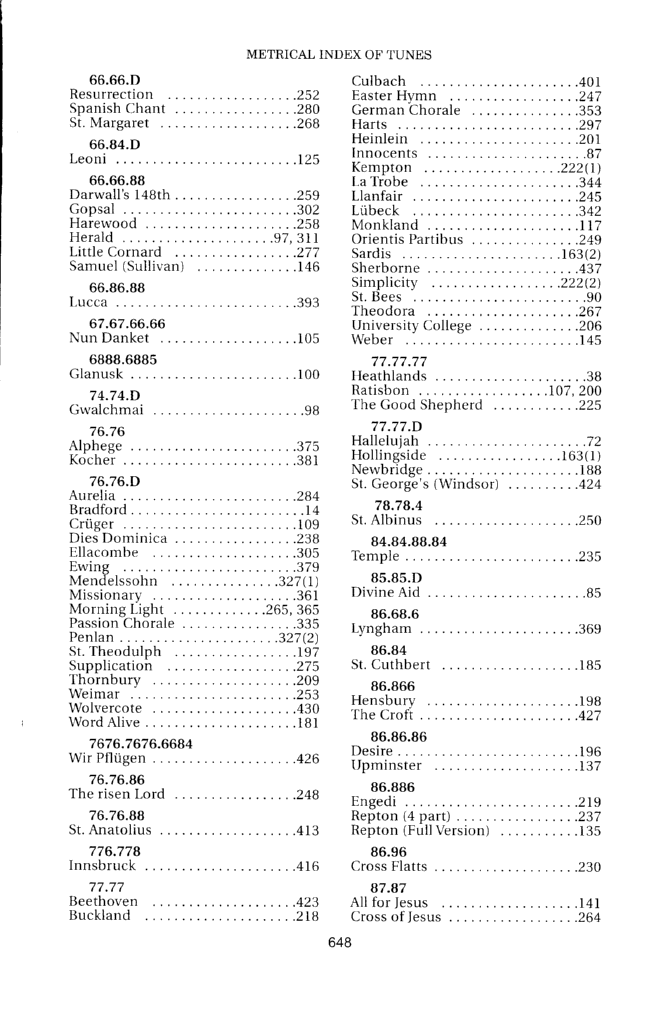 METRICAL INDEX OF TUNES
66.66.D
Resurrection ..................252
Spanish Chant .................280
St. Margaret ...................268
66.84.D
Leoni .........................125
66.66.88
Darwall's 148th.................259
Gopsal ........................302
Harewood .....................258
Herald .....................97, 311
Little Cornard .................277
Samuel (Sullivan) ..............146
66.86.88
Lucca .........................393
67.67.66.66
Nun Danket ...................105
6888.6885
Glanusk .......................100
74.74.D
Gwalchmai .....................98
76.76
Alphege .......................375
Kocher ........................381
76.76.D
Aurelia ........................284
Bradford........................14
Crüger ........................109
Dies Dominica .................238
Ellacombe ....................305
Ewing ........................379
Mendelssohn ...............327(1)
Missionary ....................361
Morning Light ............265, 365
Passion Chorale ................335
Penlan ......................327(2)
St. Theodulph .................197
Supplication ..................275
Thornbury ....................209
Weimar .......................253
Wolvercote ....................430
Word Alive .....................181
7676.7676.6684
Wir Pflügen ....................426
76.76.86
The risen Lord .................248
76.76.88
St. Anatolius ...................413
776.778
Innsbruck .....................416
77.77
Beethoven ....................423
Buckland .....................218
Culbach ......................401
Easter Hymn ..................247
German Chorale ...............353
Harts .........................297
Heinlein ......................201
Innocents ......................87
Kempton ...................222(1)
La Trobe ......................344
Llanfair .......................245
Lübeck .......................342
Monkland .....................117
Orientis Partibus ...............249
Sardis ......................163(2)
Sherborne .....................437
Simplicity ..................222(2)
St. Bees ........................90
Theodora .....................267
University College ..............206
Weber ........................145
77.77.77
Heathlands .....................38
Ratisbon ..................107, 200
The Good Shepherd ............225
77.77.D
Hallelujah ......................72
Hollingside .................163(1)
Newbridge.....................188
St. George's (Windsor) ..........424
78.78.4
St. Albinus ....................250
84.84.88.84
Temple ........................235
85.85.D
Divine Aid ......................85
86.68.6
Lyngham ......................369
86.84
St. Cuthbert ...................185
86.866
Hensbury .....................198
The Croft ......................427
86.86.86
Desire.........................196
Upminster ....................137
86.886
Engedi ........................219
Repton (4 part) .................237
Repton (Full Version) ...........135
86.96
Cross Flatts ....................230
87.87
All for Jesus ...................141
Cross of Jesus ..................264
648